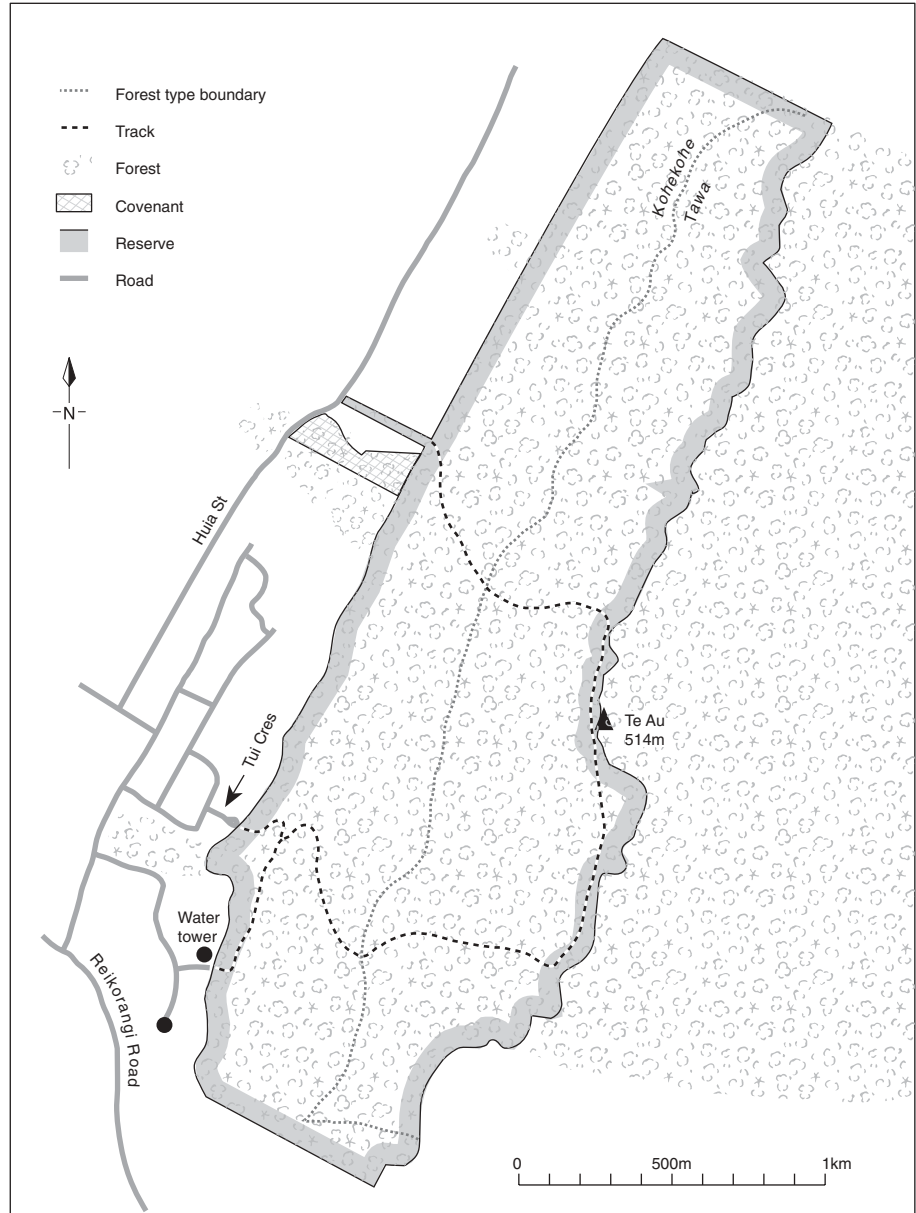 Forest type boundary
Track
Forest
Covenant
Reserve
Road
N
Kohekohe
Tawa
Huia St
Tui Cres
Te Au
514m
Water
tower
Reikorangi Road
0 500m 1km